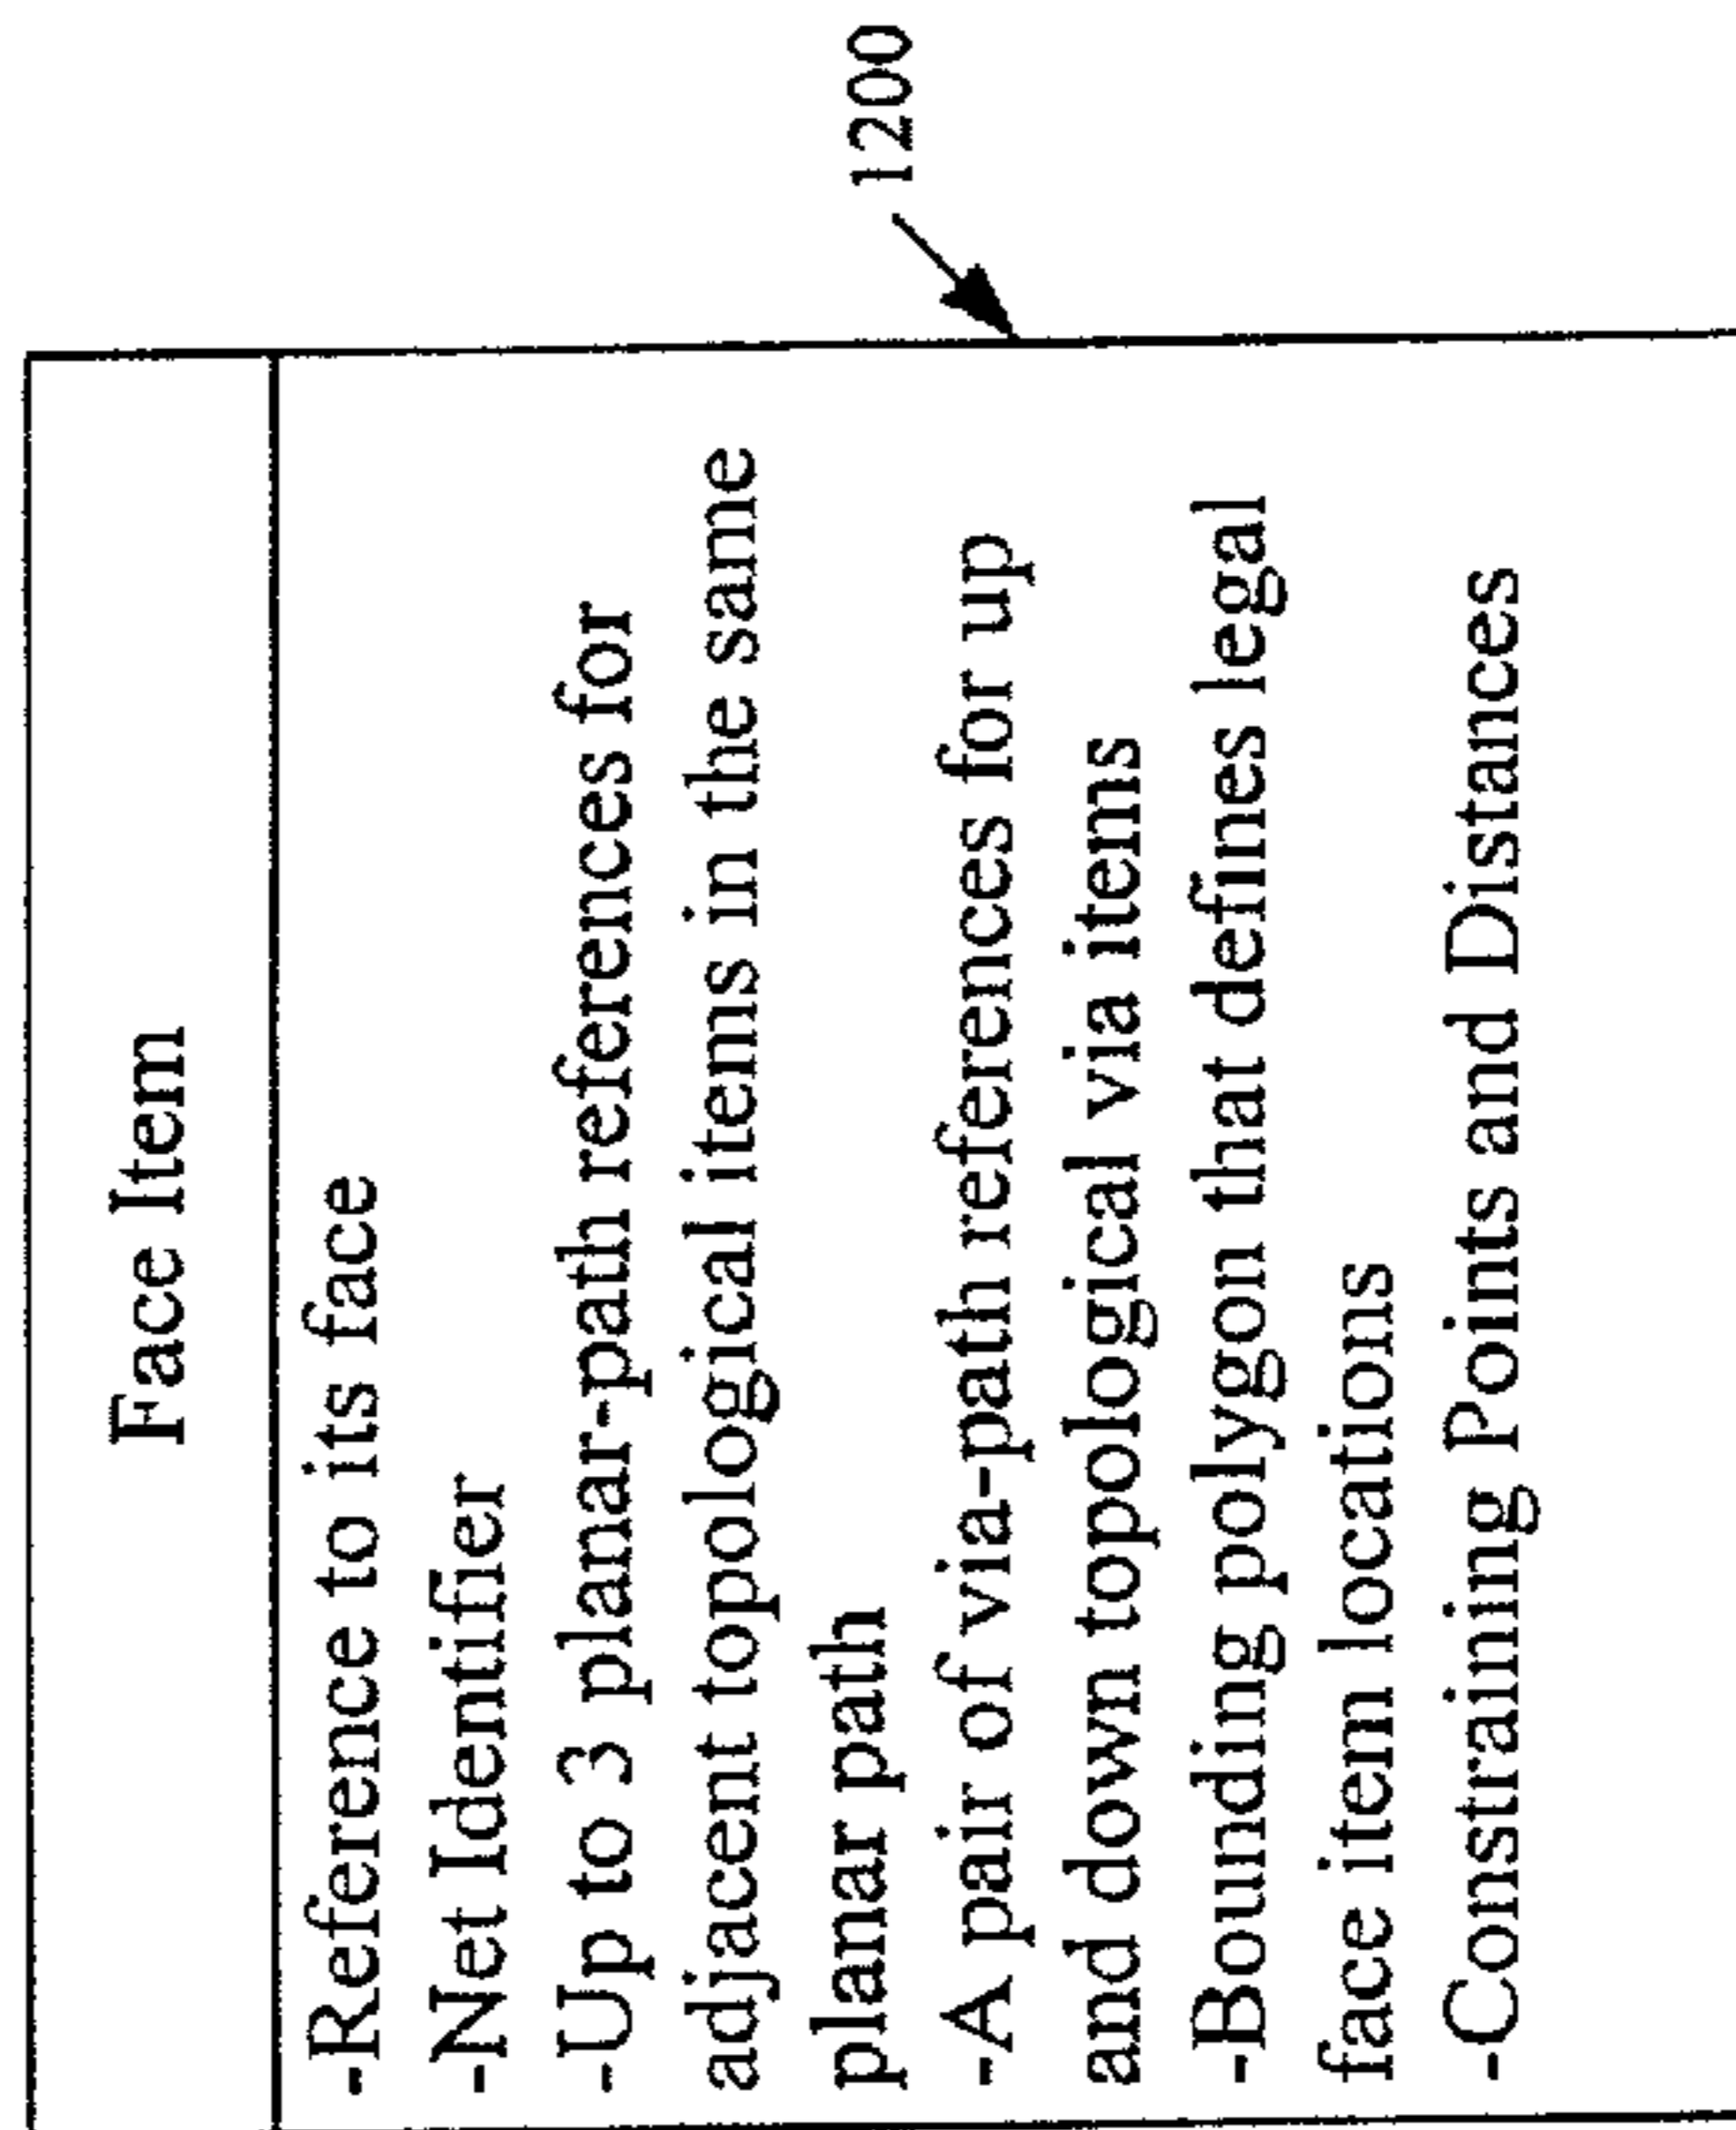 Face Item
-Reference to its face
-Net Identifier
-Up to 3 planar-path references for
adjacent topological items in the same
planar path
-A pair of via-path references for up
and down topological via items
-Bounding polygon that defines legal
face item locations
-Constraining Points and Distances
1200